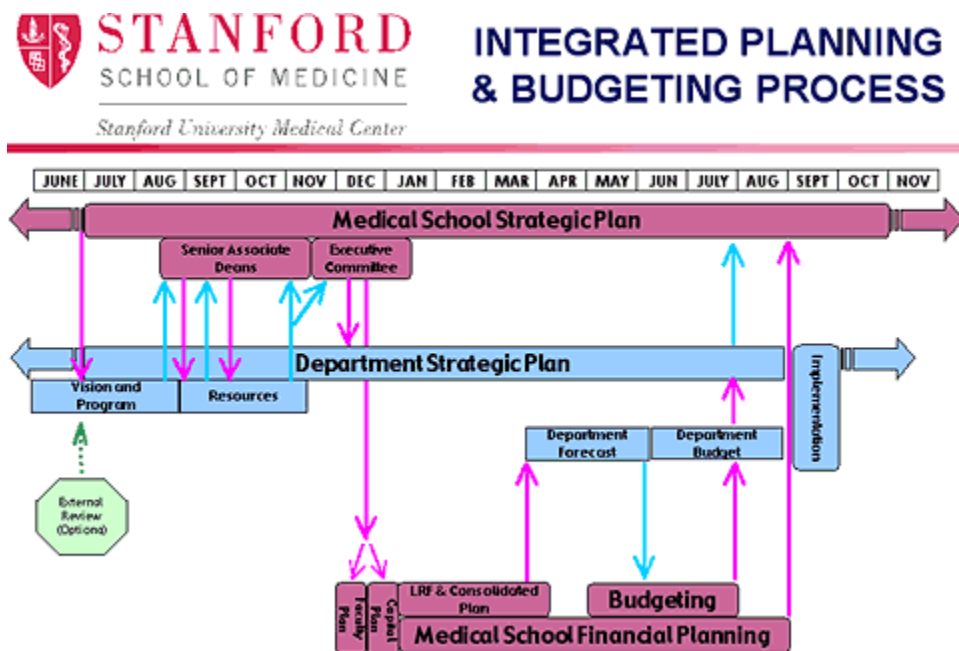 STANFORD
SCHOOL OF MEDICINE
Stanford University Medical Center
INTEGRATED PLANNING
& BUDGETING PROCESS
JUNE JULY AUG SEPT OCT NOV DEC JAN FEB MAR APR MAY JUN JULY AUG SEPT OCT NOV
Medical School Strategic Plan
Senior Associate
Deans
Executive
Committee
Department Strategic Plan
Implementation
Vision and
Program
Resources
Department
Forecast
Department
Budget
External
Review
(Optional)
Faculty
Plan
Capital
Plan
LRF & Consolidated
Plan
Budgeting
Medical School Financial Planning